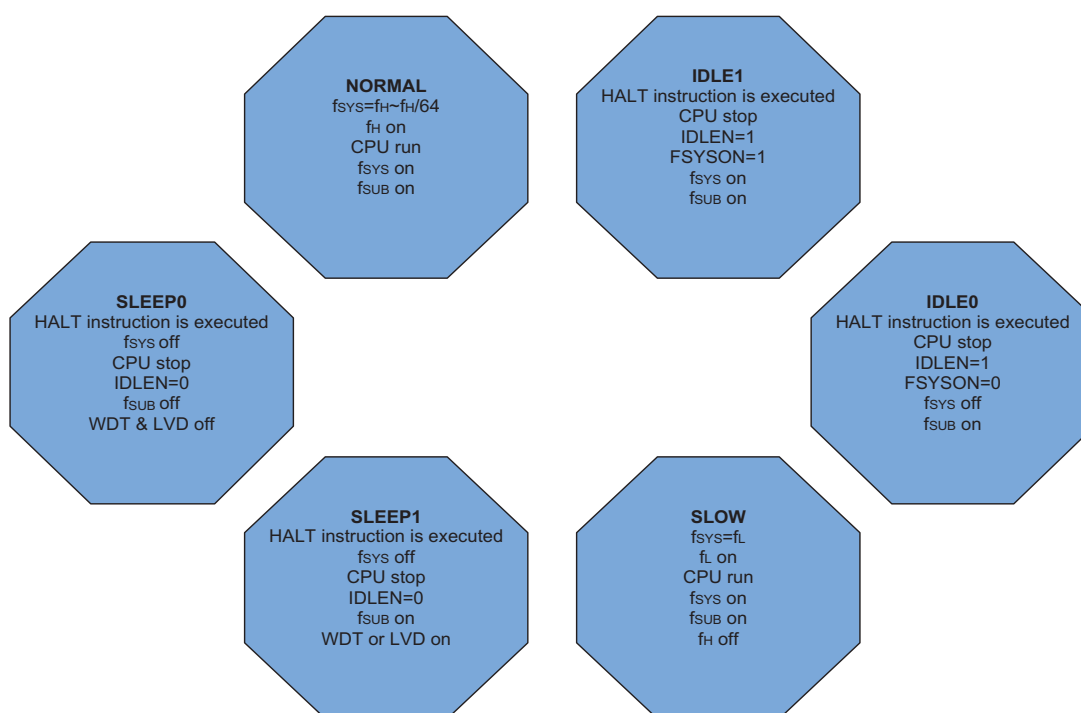 NORMAL
fSYS=fH~fH/64
fH on
CPU run
fSYS on
fSUB on
IDLE1
HALT instruction is executed
CPU stop
IDLEN=1
FSYSON=1
fSYS on
fSUB on
SLEEP0
HALT instruction is executed
fSYS off
CPU stop
IDLEN=0
fSUB off
WDT & LVD off
IDLE0
HALT instruction is executed
CPU stop
IDLEN=1
FSYSON=0
fSYS off
fSUB on
SLEEP1
HALT instruction is executed
fSYS off
CPU stop
IDLEN=0
fSUB on
WDT or LVD on
SLOW
fSYS=fL
fL on
CPU run
fSYS on
fSUB on
fH off